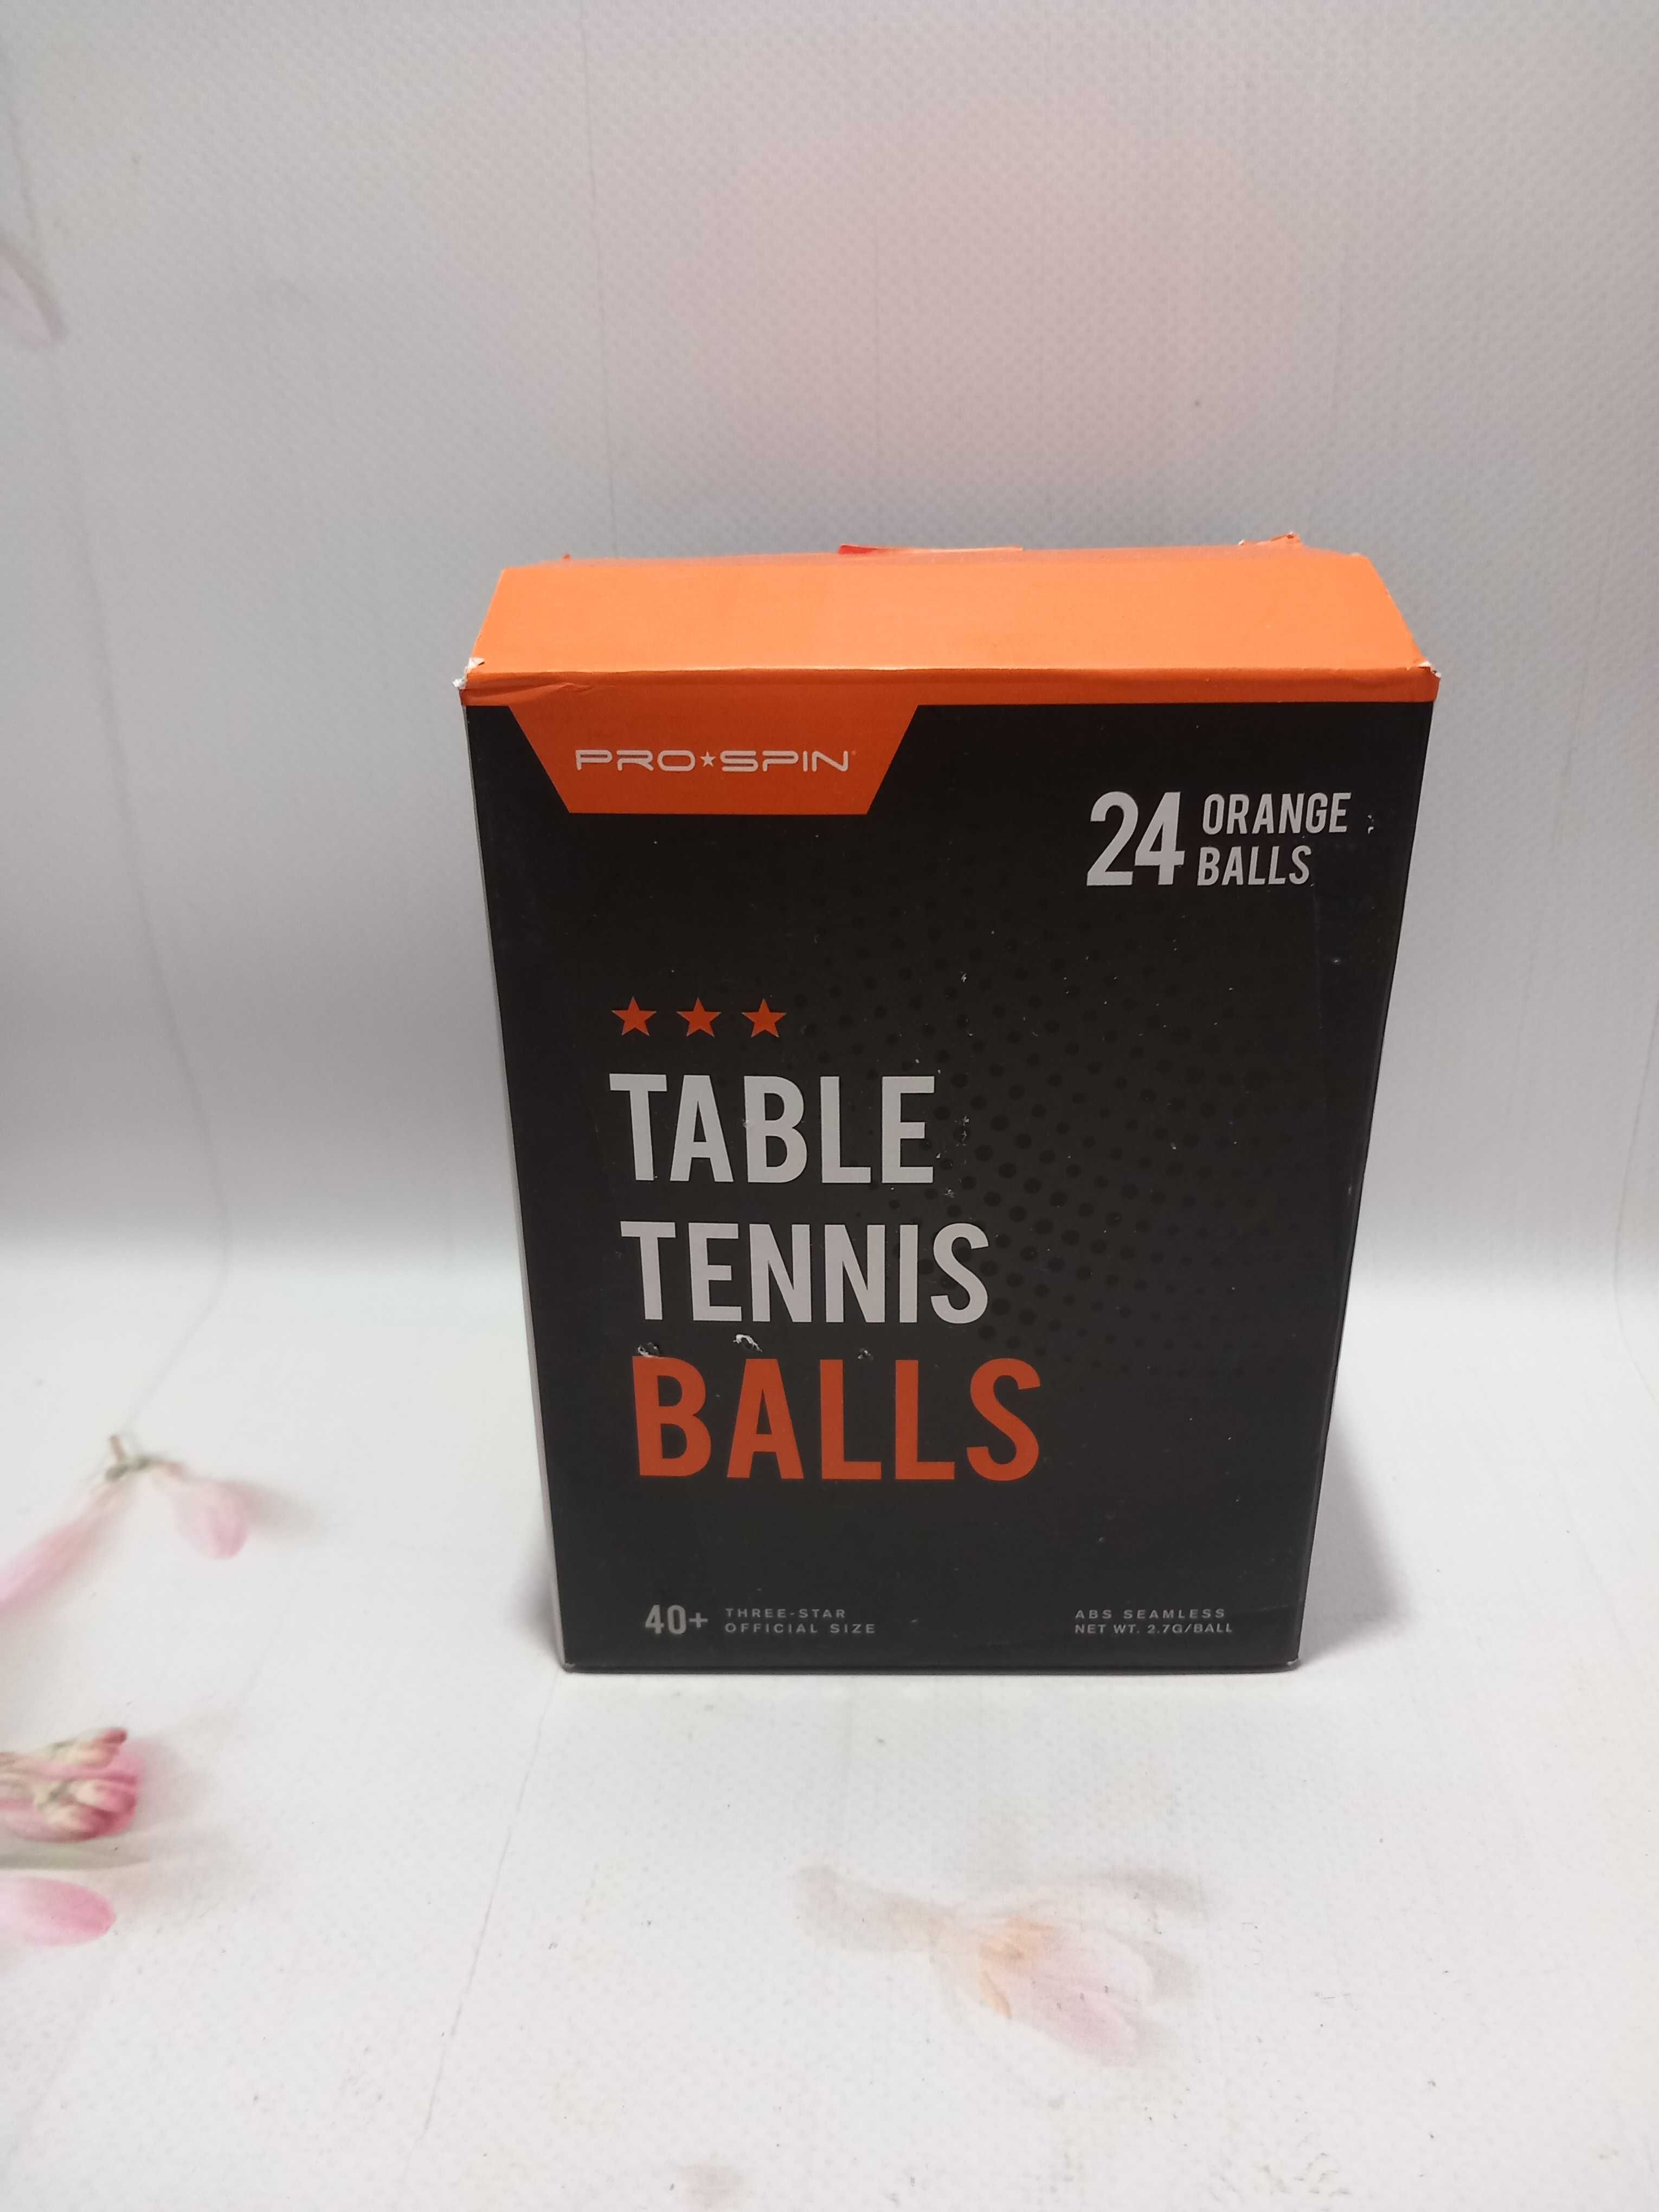 PRO★SPIN®
24 ORANGE
BALLS
★ ★ ★
TABLE
TENNIS
BALLS
40+ THREE-STAR
OFFICIAL SIZE
ABS SEAMLESS
NET WT. 2.7G/BALL